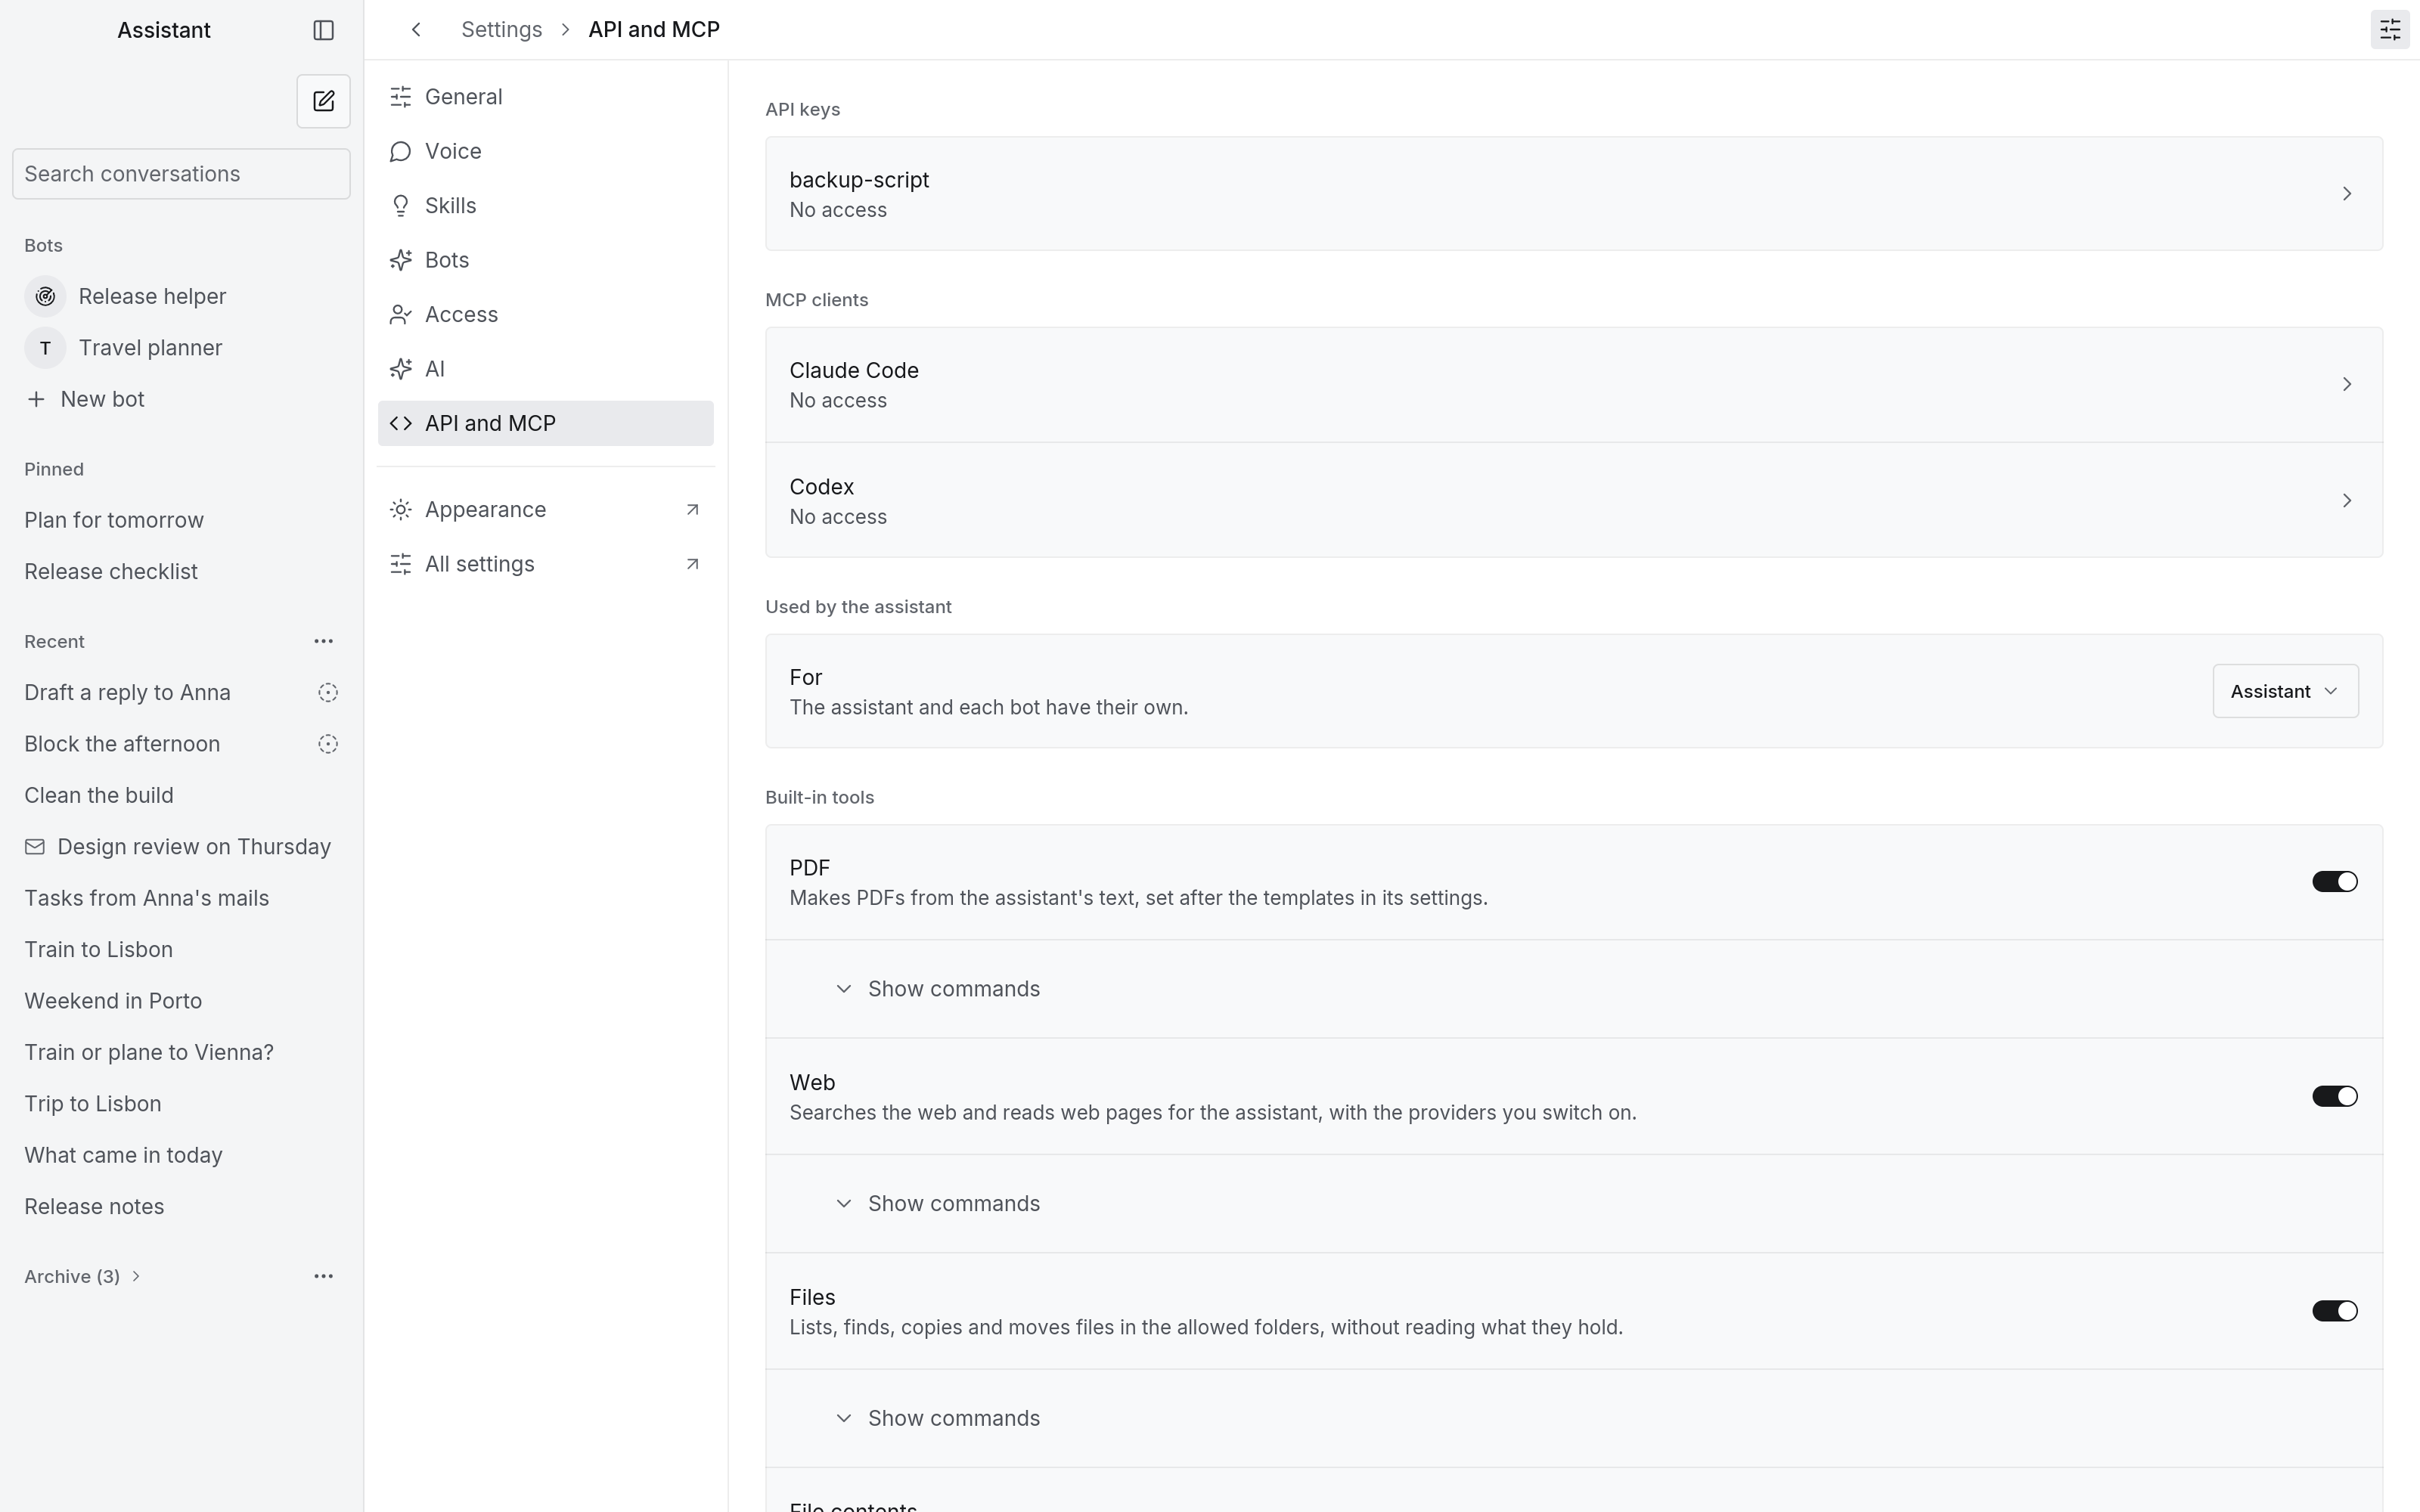 Assistant
Search conversations
Bots
Release helper
T
Travel planner
New bot
Pinned
Plan for tomorrow
Release checklist
Recent
Draft a reply to Anna
Block the afternoon
Clean the build
Design review on Thursday
Tasks from Anna's mails
Train to Lisbon
Weekend in Porto
Train or plane to Vienna?
Trip to Lisbon
What came in today
Release notes
Archive (3)
Settings > API and MCP
General
Voice
Skills
Bots
Access
AI
API and MCP
Appearance
All settings
API keys
backup-script
No access
MCP clients
Claude Code
No access
Codex
No access
Used by the assistant
For
The assistant and each bot have their own.
Assistant
Built-in tools
PDF
Makes PDFs from the assistant's text, set after the templates in its settings.
Show commands
Web
Searches the web and reads web pages for the assistant, with the providers you switch on.
Show commands
Files
Lists, finds, copies and moves files in the allowed folders, without reading what they hold.
Show commands
File contents